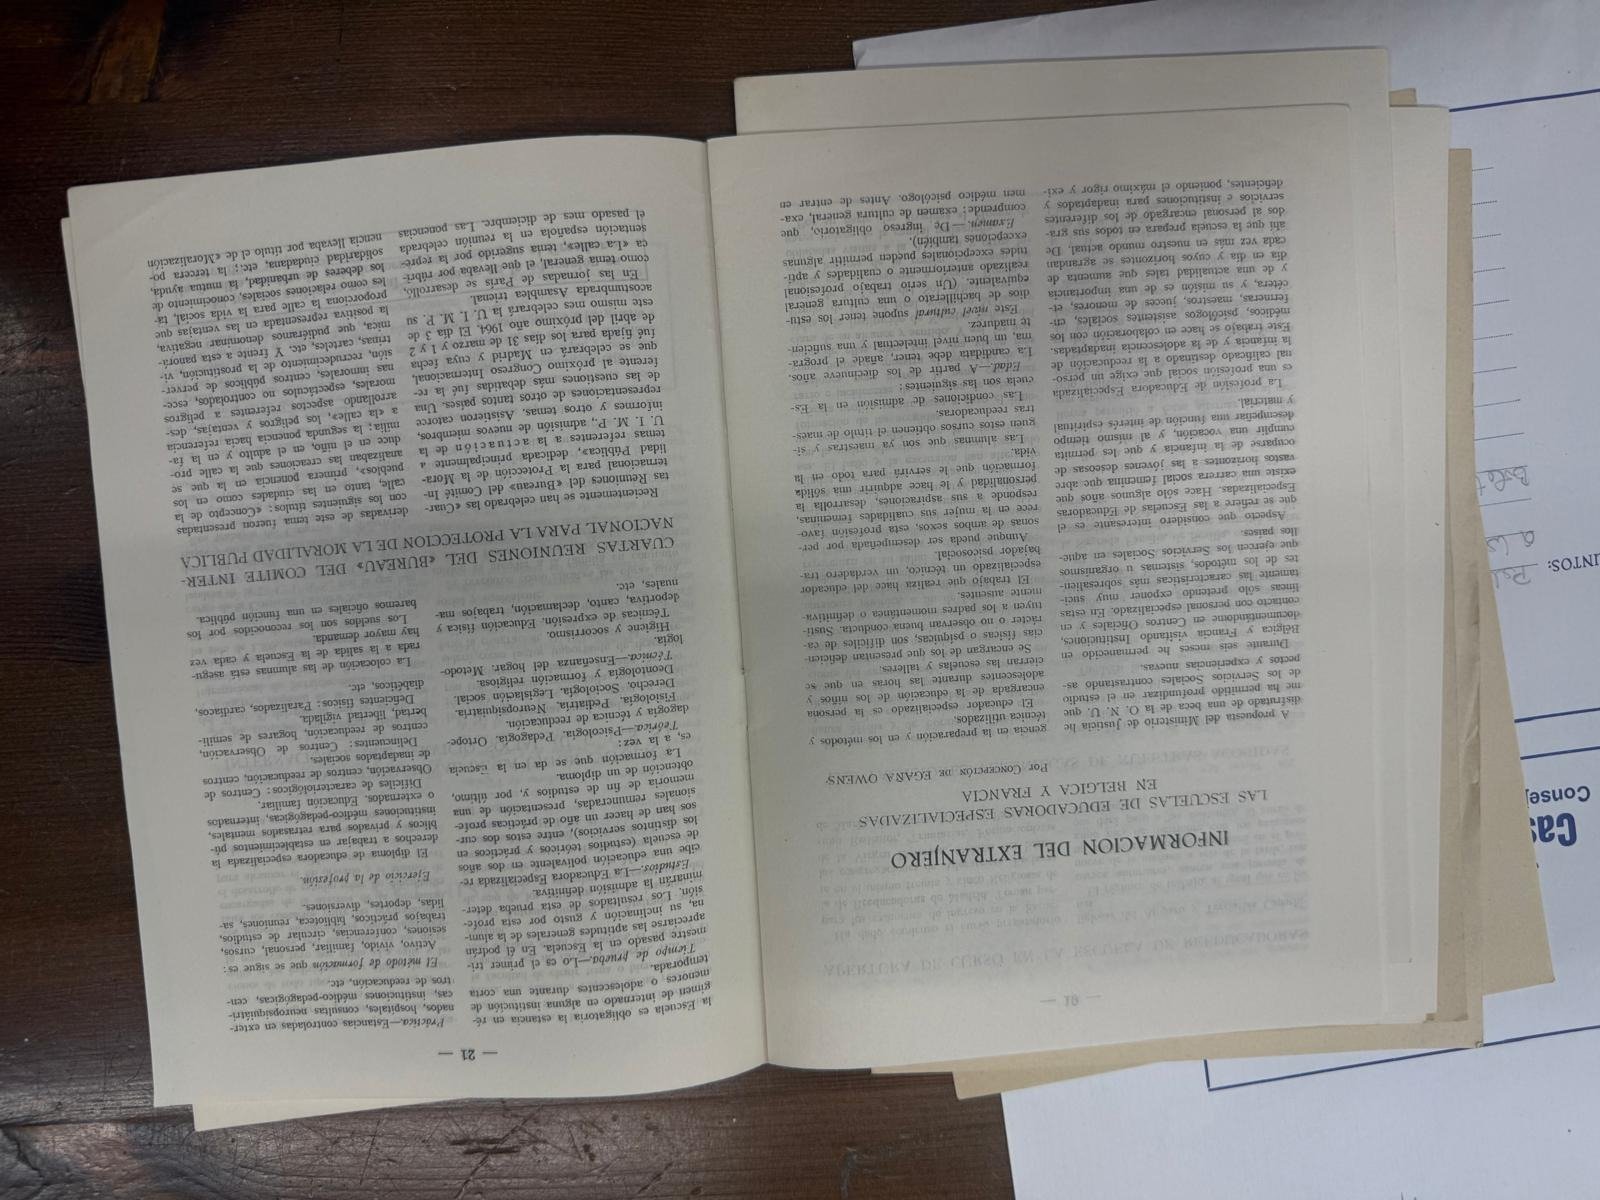 INFORMACION DEL EXTRANJERO
LAS ESCUELAS DE EDUCADORAS ESPECIALIZADAS
EN BELGICA Y FRANCIA
Por CONCEPCIÓN DE EGAÑA OWENS
A propuesta del Ministerio de Justicia he
disfrutado de una beca de la O. N. U. que
me ha permitido profundizar en el estudio
de los Servicios Sociales contrastando as-
pectos y experiencias nuevas.
Durante seis meses he permanecido en
Bélgica y Francia visitando Instituciones,
documentándome en Centros Oficiales y en
contacto con personal especializado. En estas
líneas sólo pretendo exponer muy suci-
tamente las características más sobresalien-
tes de los métodos, sistemas u organismos
que ejercen los Servicios Sociales en aque-
llos países.
Aspecto que considero interesante es el
que se refiere a las Escuelas de Educadoras
Especializadas. Hace sólo algunos años que
existe una carrera social femenina que abre
vastos horizontes a las jóvenes deseosas de
ocuparse de la infancia y que les permita
cumplir una vocación, y al mismo tiempo
desempeñar una función de interés espiritual
y material.
La profesión de Educadora Especializada
es una profesión social que exige un perso-
nal calificado destinado a la reeducación de
la infancia y de la adolescencia inadaptadas.
Este trabajo se hace en colaboración con los
médicos, psicólogos asistentes sociales, en-
fermeras, maestros, jueces de menores, et-
cétera, y su misión es de una importancia
y de una actualidad tales que aumenta de
día en día y cuyos horizontes se agrandan
cada vez más en nuestro mundo actual. De
ahí que la escuela prepara en todos sus gra-
dos al personal encargado de los diferentes
servicios e instituciones para inadaptados y
deficientes, poniendo el máximo rigor y exi-
gencia en la preparación y en los métodos y
técnica utilizados.
El educador especializado es la persona
encargada de la educación de los niños y
adolescentes durante las horas en que se
cierran las escuelas y talleres.
Se encargan de los que presentan deficien-
cias físicas o psíquicas, son difíciles de ca-
rácter o no observan buena conducta. Susti-
tuyen a los padres momentánea o definitiva
mente ausentes.
El trabajo que realiza hace del educador
especializado un técnico, un verdadero tra-
bajador psicosocial.
Aunque pueda ser desempeñada por per-
sonas de ambos sexos, esta profesión favo-
rece en la mujer sus cualidades femeninas,
responde a sus aspiraciones, desarrolla la
personalidad y le hace adquirir una sólida
formación que le servirá para todo en la
vida.
Las alumnas que son ya maestras y si-
guen estos cursos obtienen el título de maes-
tras reeducadoras.
Las condiciones de admisión en la Es-
cuela son las siguientes:
Edad.—A partir de los diecinueve años.
La candidata debe tener, añade el progra-
ma, un buen nivel intelectual y una suficien-
te madurez.
Este nivel cultural supone tener los estu-
dios de bachillerato o una cultura general
equivalente. (Un serio trabajo profesional
realizado anteriormente o cualidades y apti-
tudes excepcionales pueden permitir algunas
excepciones también).
Examen.—De ingreso obligatorio, que
comprende: examen de cultura general, exa-
men médico psicólogo. Antes de entrar en
— 21 —
la Escuela es obligatoria la estancia en ré-
gimen de internado en alguna institución de
menores o adolescentes durante una corta
temporada.
Tiempo de prueba.—Lo es el primer tri-
mestre pasado en la Escuela. En él podrán
apreciarse las aptitudes generales de la alum-
na, su inclinación y gusto por esta profe-
sión. Los resultados de esta prueba deter-
minarán la admisión definitiva.
Estudios.—La Educadora Especializada re-
cibe una educación polivalente en dos años
de escuela (estudios teóricos y prácticos en
los distintos servicios), entre estos dos cur-
sos han de hacer un año de prácticas profe-
sionales remuneradas, presentación de una
memoria de fin de estudios y, por último,
obtención de un diploma.
La formación que se da en la escuela
es, a la vez:
Teórica.—Psicología. Pedagogía. Ortope-
dagogía y técnica de reeducación.
Fisiología. Pediatría. Neuropsiquiatría.
Derecho, Sociología. Legislación social.
Deontología y formación religiosa.
Técnica.—Enseñanza del hogar. Metodo-
logía.
Higiene y socorrismo.
Técnicas de expresión. Educación física y
deportiva, canto, declamación, trabajos ma-
nuales, etc.
Práctica.—Estancias controladas en exter-
nados, hospitales, consultas neuropsiquiátri-
cas, instituciones médico-pedagógicas, cen-
tros de reeducación, etc.
El método de formación que se sigue es:
Activo, vivido, familiar, personal, cursos,
sesiones, conferencias, circular de estudios,
trabajos prácticos, biblioteca, reuniones, sa-
lidas, deportes, diversiones.
Ejercicio de la profesión.
El diploma de educadora especializada la
derechos a trabajar en establecimientos pú-
blicos y privados para retrasados mentales,
instituciones médico-pedagógicas, internados
o externados. Educación familiar.
Difíciles de caracteriológicos: Centros de
Observación, centros de reeducación, centros
de inadaptados sociales.
Delincuentes: Centros de Observación,
centros de reeducación, hogares de semili-
bertad, libertad vigilada.
Deficientes físicos: Paralizados, cardíacos,
diabéticos, etc.
La colocación de las alumnas está asegu-
rada a la salida de la Escuela y cada vez
hay mayor demanda.
Los sueldos son los reconocidos por los
baremos oficiales en una función pública.
CUARTAS REUNIONES DEL «BUREAU» DEL COMITE INTER-
NACIONAL PARA LA PROTECCION DE LA MORALIDAD PUBLICA
Recientemente se han celebrado las «Cuar-
tas Reuniones del «Bureau» del Comité In-
ternacional para la Protección de la Mora-
lidad Pública», dedicada principalmente a
temas referentes a la actuación de la
U. I. M. P., admisión de nuevos miembros,
informes y otros temas. Asistieron catorce
representaciones de otros tantos países. Una
de las cuestiones más debatidas fué la re-
ferente al próximo Congreso Internacional,
que se celebrará en Madrid y cuya fecha
fué fijada para los días 31 de marzo y 1 y 2
de abril del próximo año 1964. El día 3 de
este mismo mes celebrará la U. I. M. P. su
acostumbrada Asamblea trienal.
En las jornadas de París se desarrolló,
como tema general, el que llevaba por rúbri-
ca «La calle», tema sugerido por la repre-
sentación española en la reunión celebrada
el pasado mes de diciembre. Las ponencias
derivadas de este tema fueron presentadas
con los siguientes títulos: «Concepto de la
calle, tanto en las ciudades como en los
pueblos», primera ponencia en la que se
analizaban las creaciones que la calle pro-
duce en el niño, en el adulto y en la fa-
milia; la segunda ponencia hacía referencia
a «la calle», los peligros y ventajas, des-
arrollando aspectos referentes a peligros
morales, espectáculos no controlados, esce-
nas inmorales, centros públicos de perver-
sión, recrudecimiento de la prostitución, vi-
trinas, carteles, etc. Y frente a esta panorá-
mica, que pudiéramos denominar negativa,
la positiva representada en las ventajas que
proporciona la calle para la vida social, ta-
les como relaciones sociales, conocimiento de
los deberes de urbanidad, la mutua ayuda,
solidaridad ciudadana, etc.; la tercera po-
nencia llevaba por título el de «Moralización
INTOS:
Cas
Conse